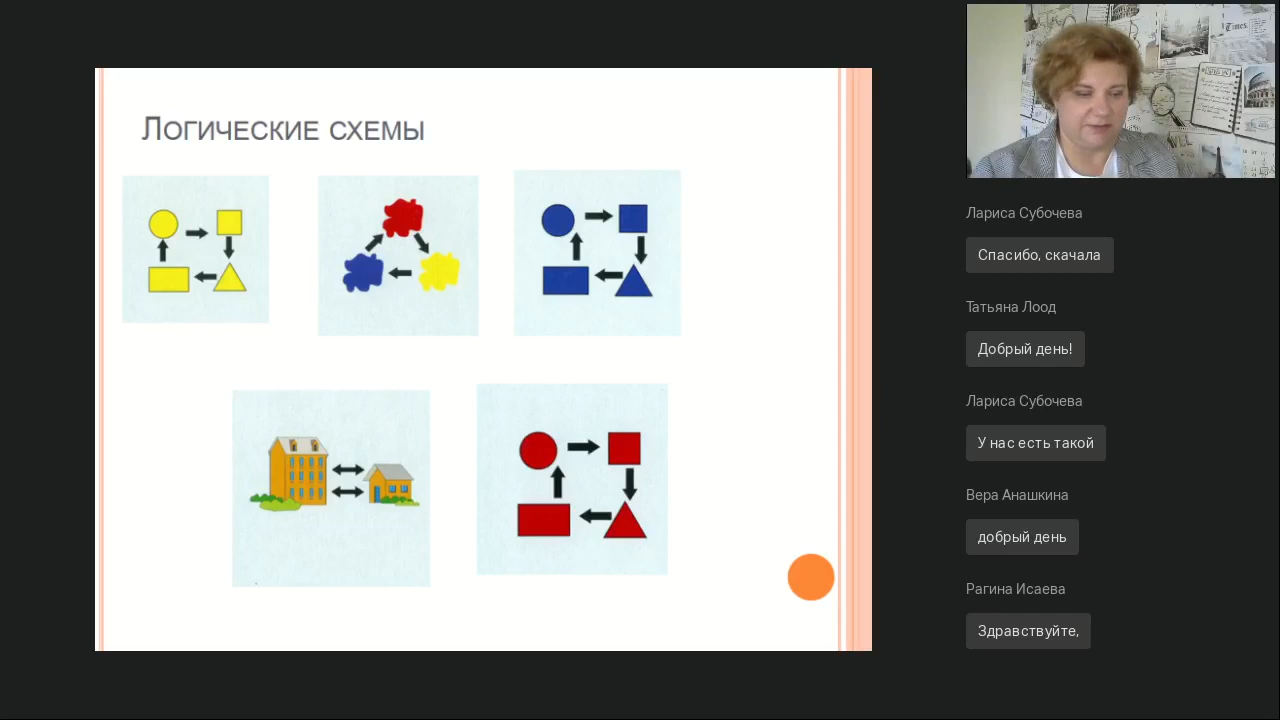 Логические схемы
Times
Лариса Субочева
Спасибо, скачала
Татьяна Лоод
Добрый день!
Лариса Субочева
У нас есть такой
Вера Анашкина
добрый день
Рагина Исаева
Здравствуйте,